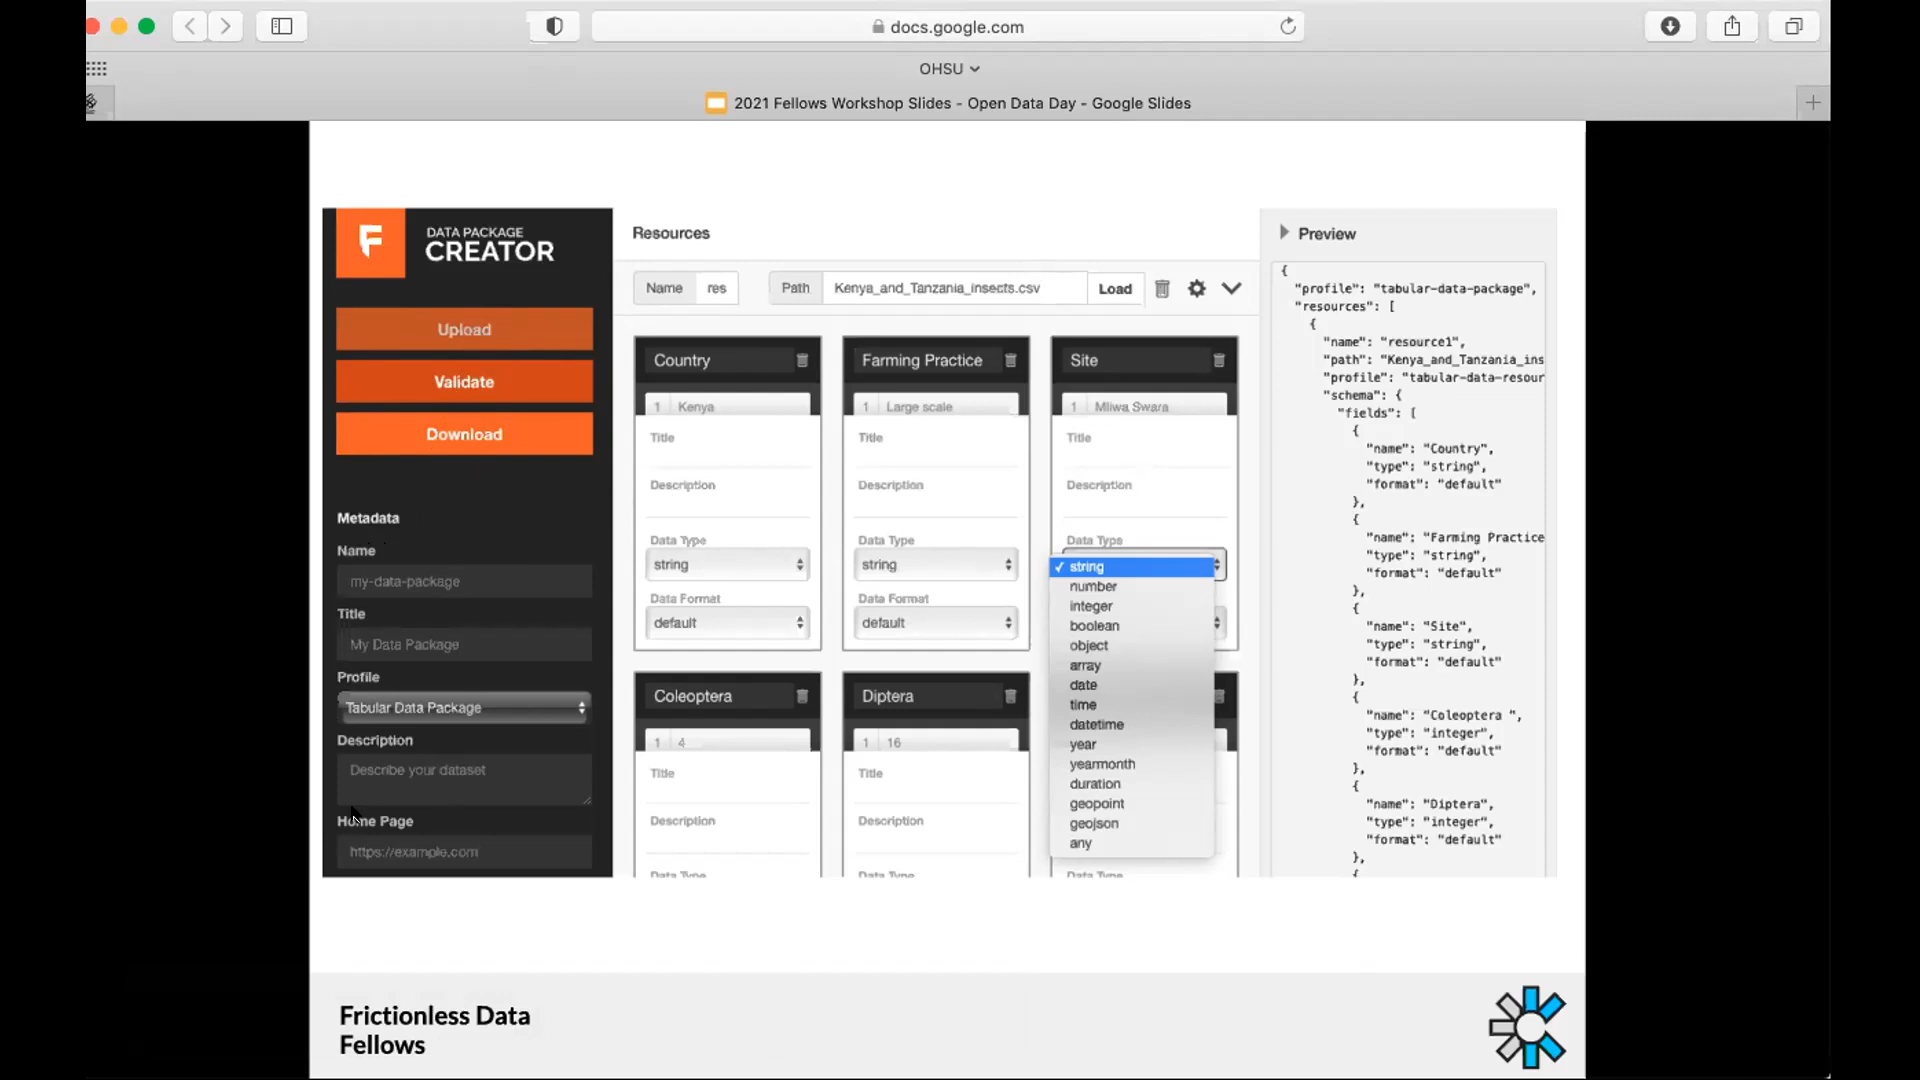 docs.google.com
OHSU
2021 Fellows Workshop Slides - Open Data Day - Google Slides
DATA PACKAGE
CREATOR
Upload
Validate
Download
Metadata
Name
my-data-package
Title
My Data Package
Profile
Tabular Data Package
Description
Describe your dataset
Home Page
https://example.com
Resources
Name res Path Kenya_and_Tanzania_insects.csv Load
Country Farming Practice Site
1 Kenya 1 Large scale 1 Mliwa Swara
Title Title Title
Description Description Description
Data Type Data Type Data Type
string string
Data Format Data Format
default default
string
number
integer
boolean
object
array
date
time
datetime
year
yearmonth
duration
geopoint
geojson
any
Coleoptera Diptera
1 4 1 16
Title Title
Description Description
Data Type Data Type Data Type
Preview
{
"profile": "tabular-data-package",
"resources": [
{
"name": "resource1",
"path": "Kenya_and_Tanzania_ins
"profile": "tabular-data-resour
"schema": {
"fields": [
{
"name": "Country",
"type": "string",
"format": "default"
},
{
"name": "Farming Practice
"type": "string",
"format": "default"
},
{
"name": "Site",
"type": "string",
"format": "default"
},
{
"name": "Coleoptera ",
"type": "integer",
"format": "default"
},
{
"name": "Diptera",
"type": "integer",
"format": "default"
},
{
Frictionless Data
Fellows